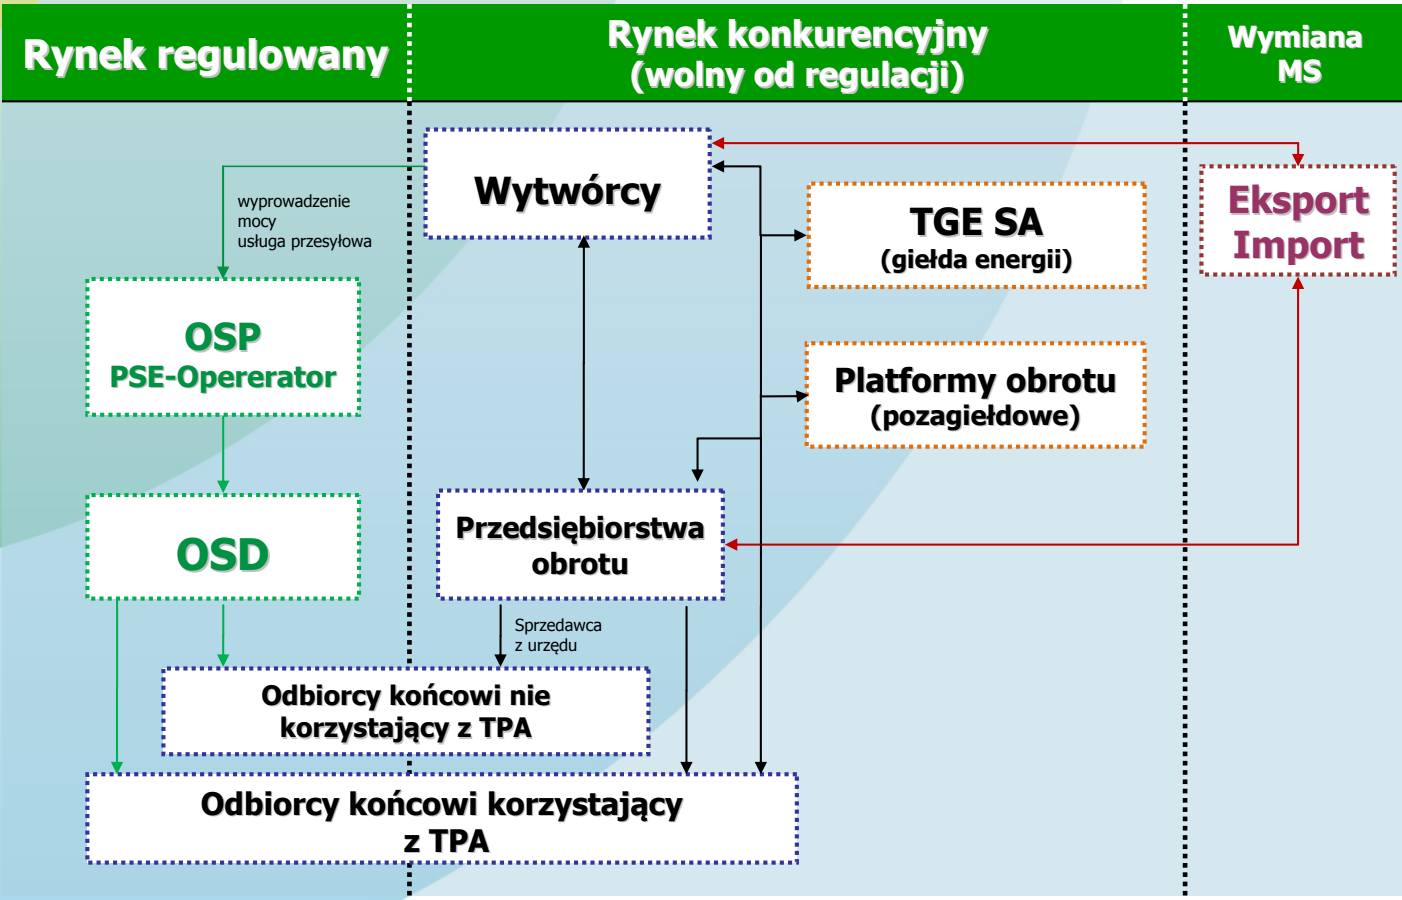 Rynek regulowany
Rynek konkurencyjny
(wolny od regulacji)
Wymiana
MS
Wytwórcy
wyprowadzenie
mocy
usługa przesyłowa
TGE SA
(giełda energii)
Eksport
Import
OSP
PSE-Opererator
Platformy obrotu
(pozagiełdowe)
OSD
Przedsiębiorstwa
obrotu
Sprzedawca
z urzędu
Odbiorcy końcowi nie
korzystający z TPA
Odbiorcy końcowi korzystający
z TPA